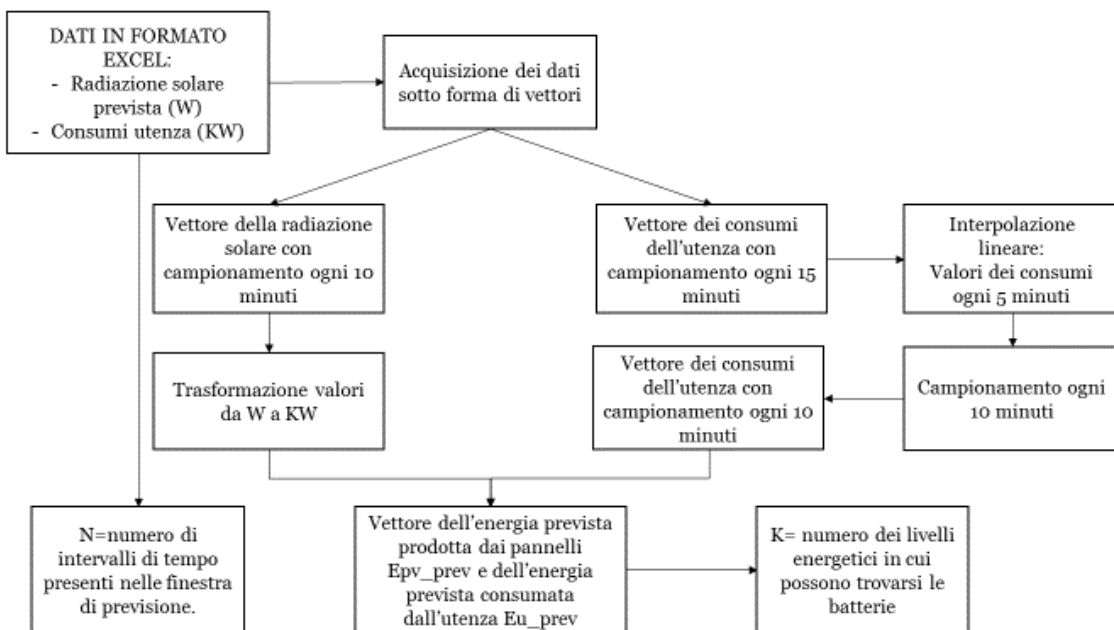 DATI IN FORMATO
EXCEL:
- Radiazione solare
prevista (W)
- Consumi utenza (KW)
Acquisizione dei dati
sotto forma di vettori
Vettore della radiazione
solare con
campionamento ogni 10
minuti
Vettore dei consumi
dell'utenza con
campionamento ogni 15
minuti
Interpolazione
lineare:
Valori dei consumi
ogni 5 minuti
Trasformazione valori
da W a KW
Vettore dei consumi
dell'utenza con
campionamento ogni 10
minuti
Campionamento ogni
10 minuti
N=numero di
intervalli di tempo
presenti nelle finestra
di previsione.
Vettore dell'energia prevista
prodotta dai pannelli
Epv_prev e dell'energia
prevista consumata
dall'utenza Eu_prev
K= numero dei livelli
energetici in cui
possono trovarsi le
batterie